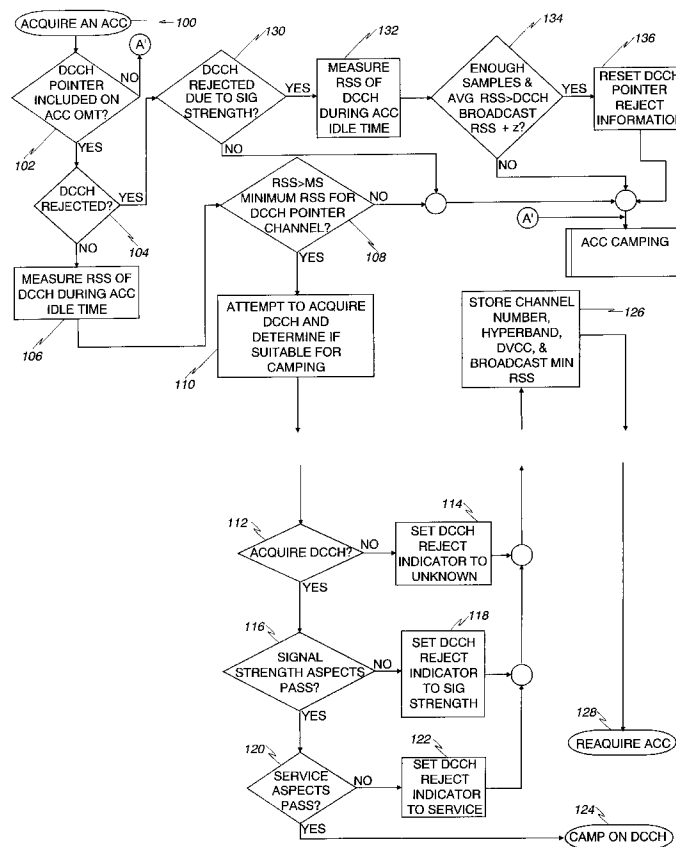 ACQUIRE AN ACC
100
A'
DCCH
POINTER
INCLUDED ON
ACC OMT?
NO
102
YES
DCCH
REJECTED?
YES
104
NO
MEASURE RSS OF
DCCH DURING ACC
IDLE TIME
106
130
DCCH
REJECTED
DUE TO SIG
STRENGTH?
YES
NO
132
MEASURE
RSS OF
DCCH
DURING ACC
IDLE TIME
134
ENOUGH
SAMPLES &
AVG RSS>DCCH
BROADCAST
RSS + z?
YES
NO
136
RESET DCCH
POINTER
REJECT
INFORMATION
RSS>MS
MINIMUM RSS FOR
DCCH POINTER
CHANNEL?
NO
108
YES
A'
ACC CAMPING
ATTEMPT TO ACQUIRE
DCCH AND
DETERMINE IF
SUITABLE FOR
CAMPING
110
STORE CHANNEL
NUMBER,
HYPERBAND,
DVCC, &
BROADCAST MIN
RSS
126
112
ACQUIRE DCCH?
NO
YES
114
SET DCCH
REJECT
INDICATOR TO
UNKNOWN
116
SIGNAL
STRENGTH ASPECTS
PASS?
NO
YES
118
SET DCCH
REJECT
INDICATOR
TO SIG
STRENGTH
120
SERVICE
ASPECTS
PASS?
NO
YES
122
SET DCCH
REJECT
INDICATOR
TO SERVICE
128
REAQUIRE ACC
124
CAMP ON DCCH